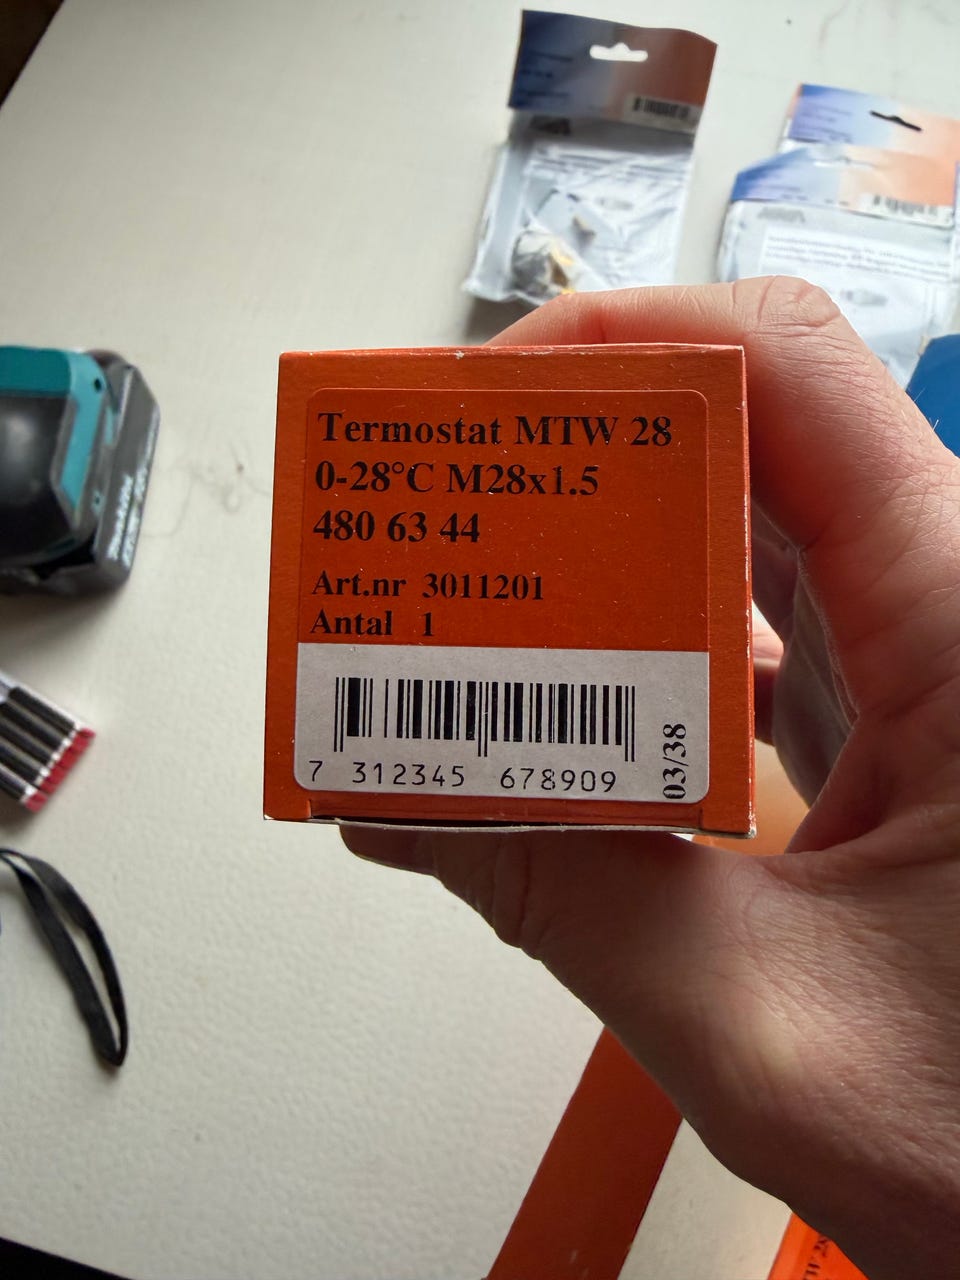 Termostat MTW 28
0-28°C M28x1.5
480 63 44
Art.nr 3011201
Antal 1
7 312345 678909
03/38